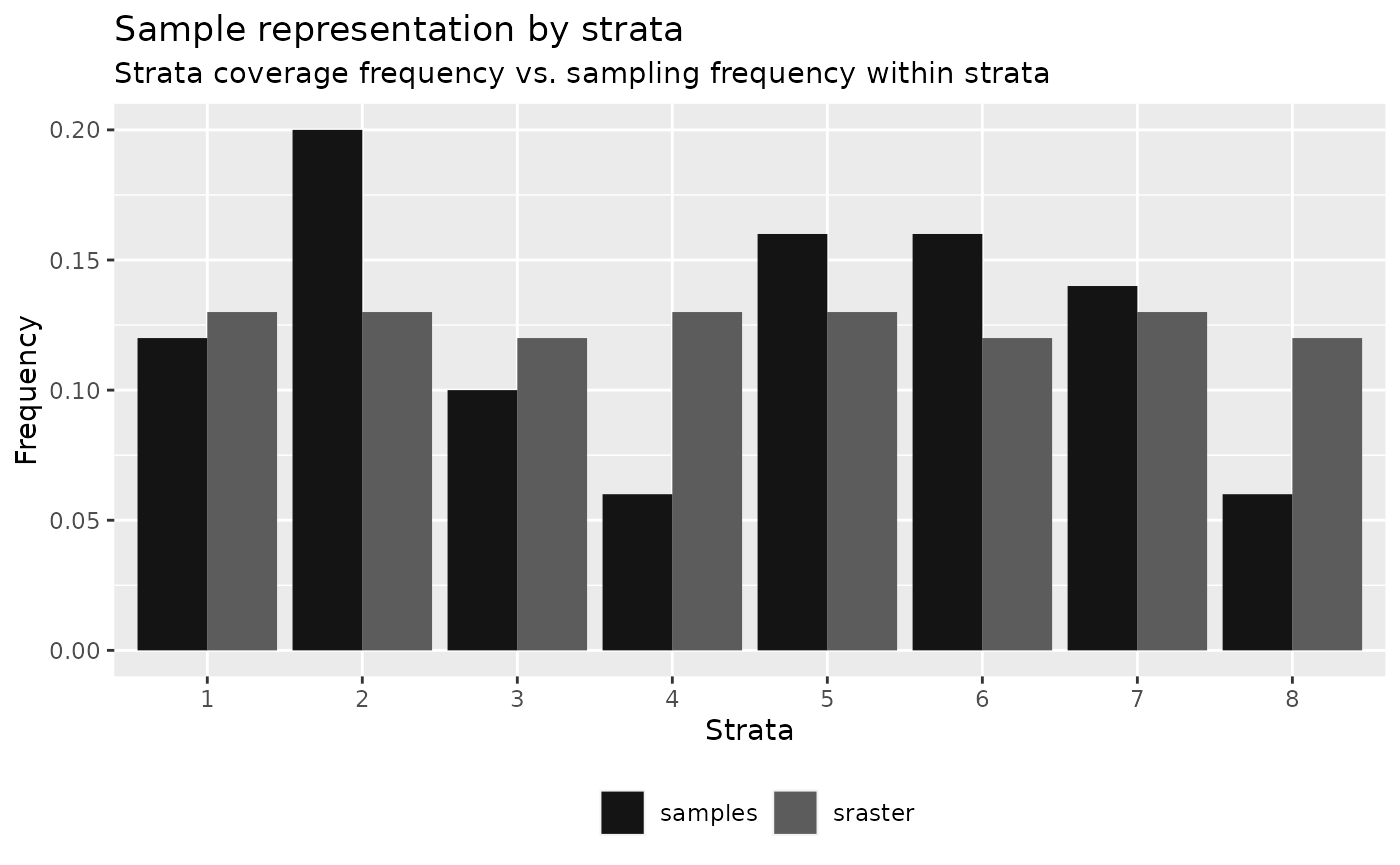 Sample representation by strata
Strata coverage frequency vs. sampling frequency within strata
Frequency
0.20
0.15
0.10
0.05
0.00
1 2 3 4 5 6 7 8
Strata
samples sraster